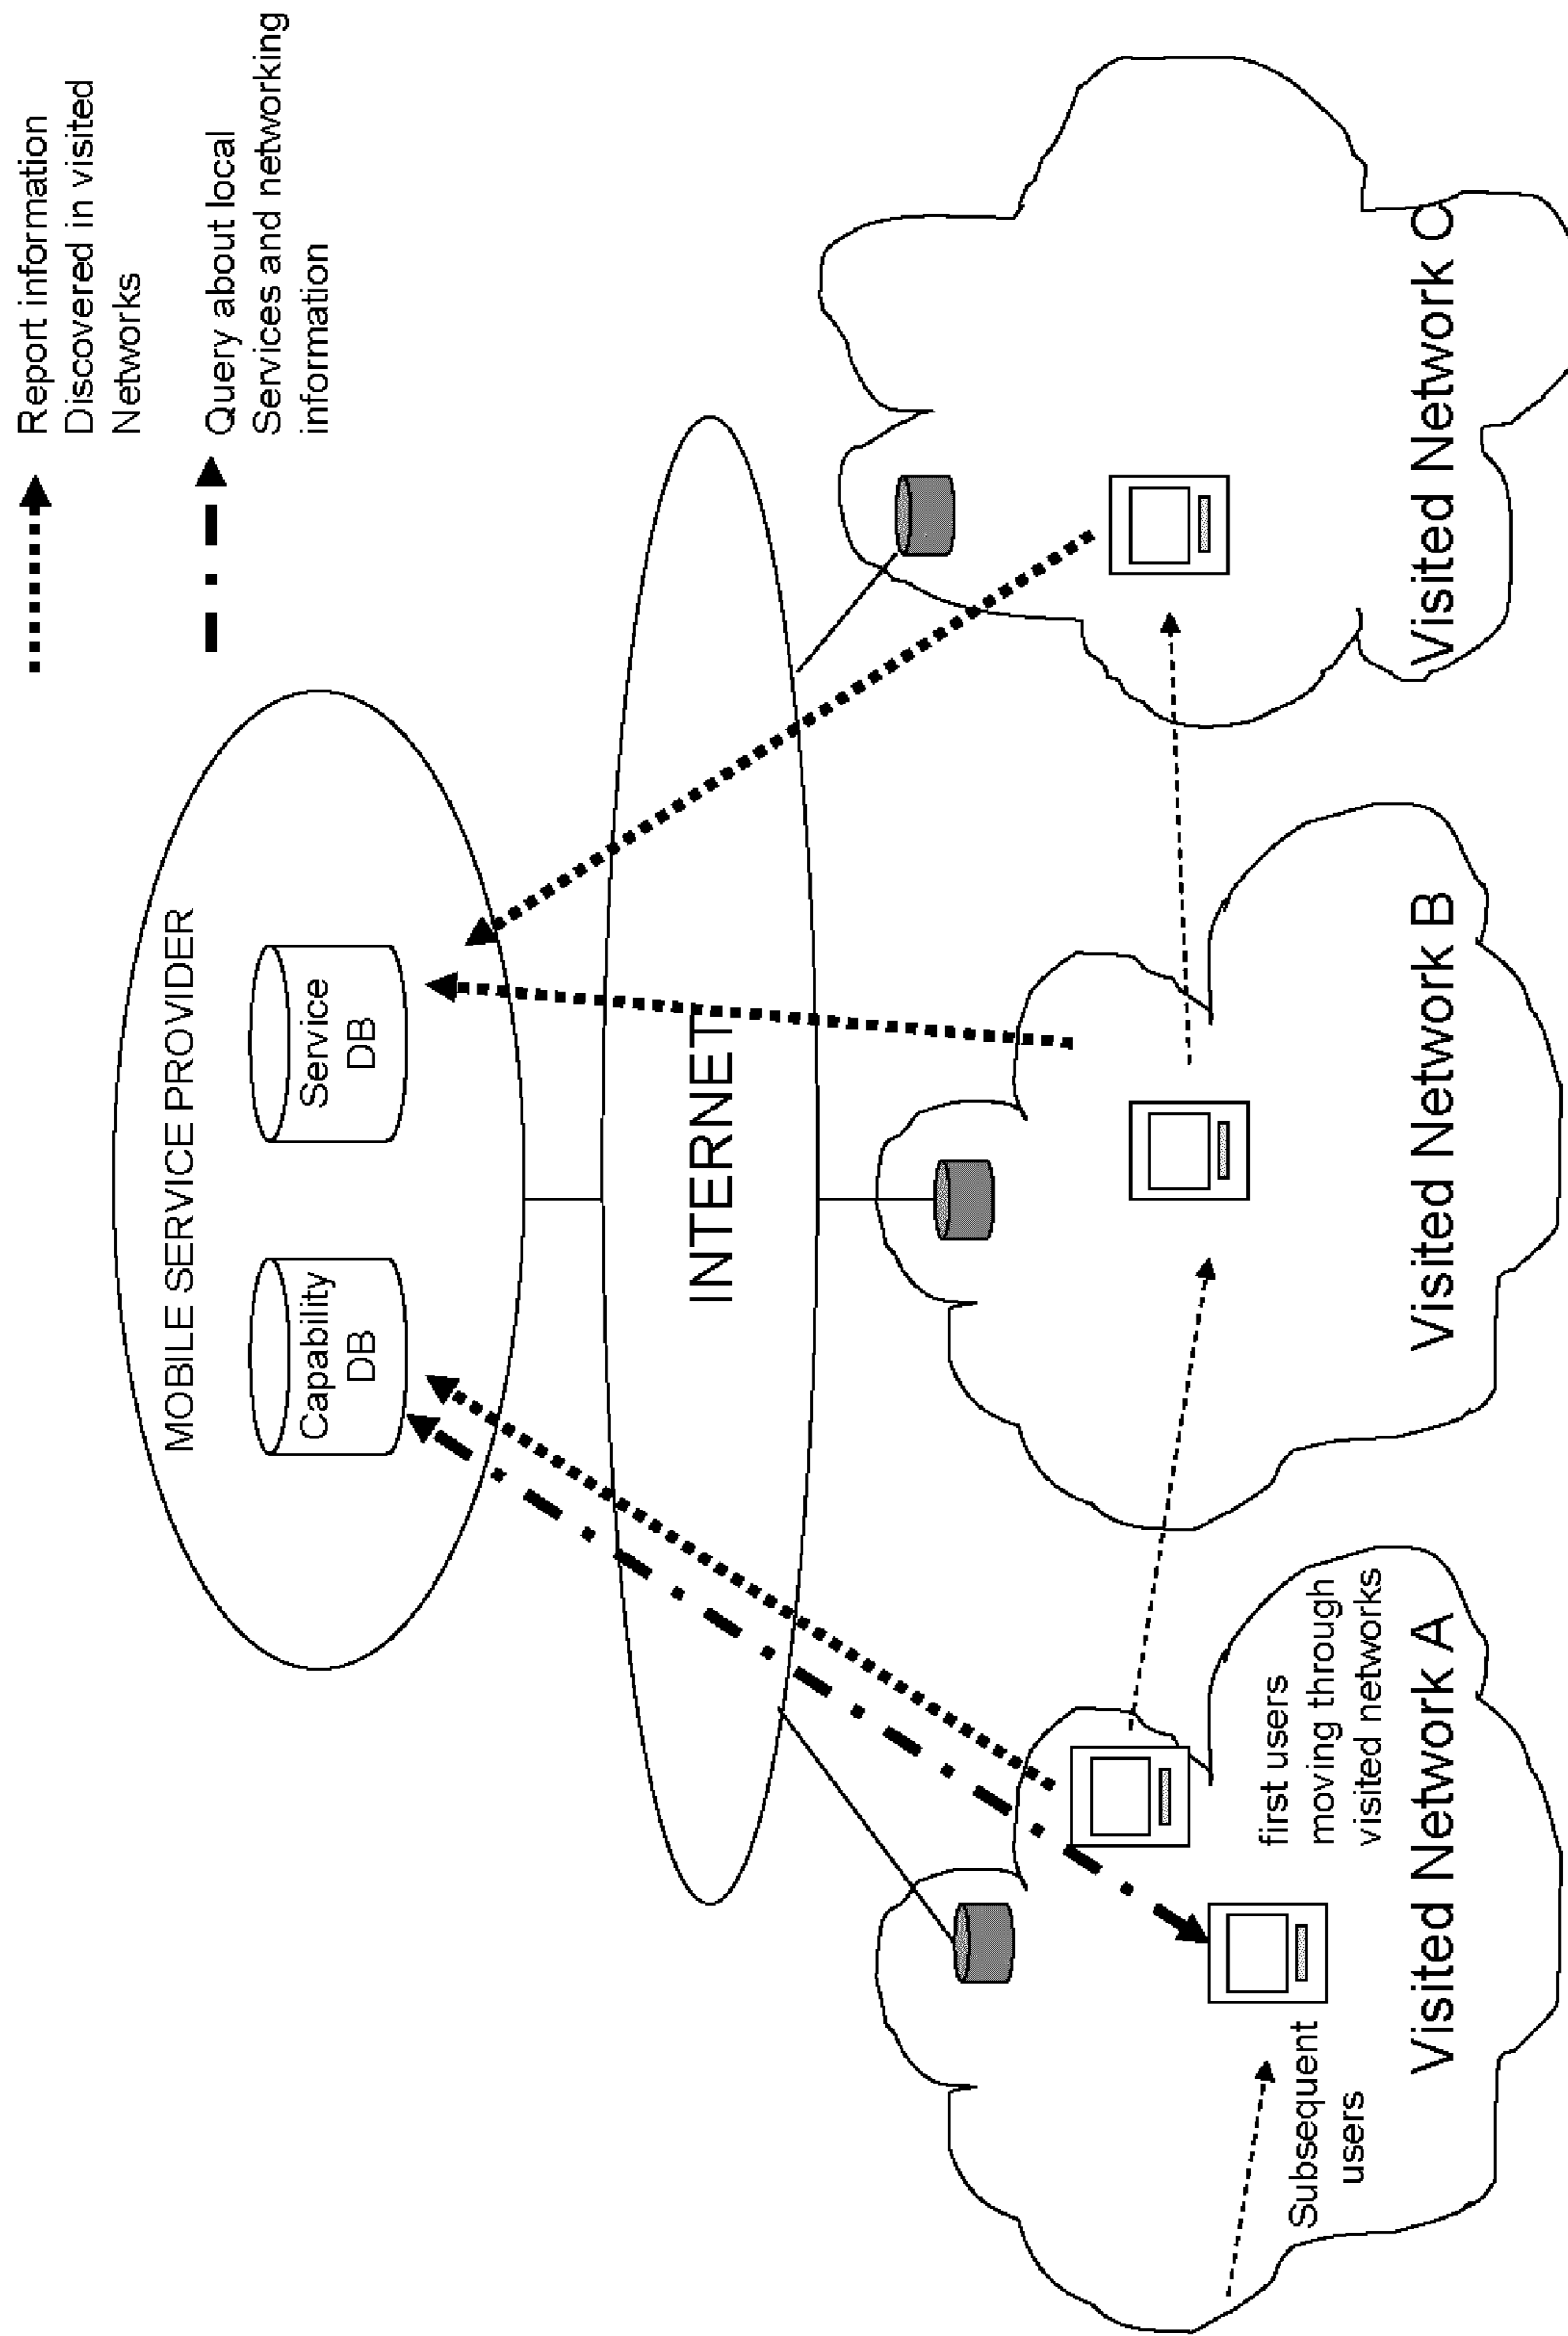 Report information
Discovered in visited
Networks
Query about local
Services and networking
information
MOBILE SERVICE PROVIDER
Capability
DB
Service
DB
INTERNET
first users
moving through
visited networks
Subsequent
users
Visited Network A
Visited Network B
Visited Network C